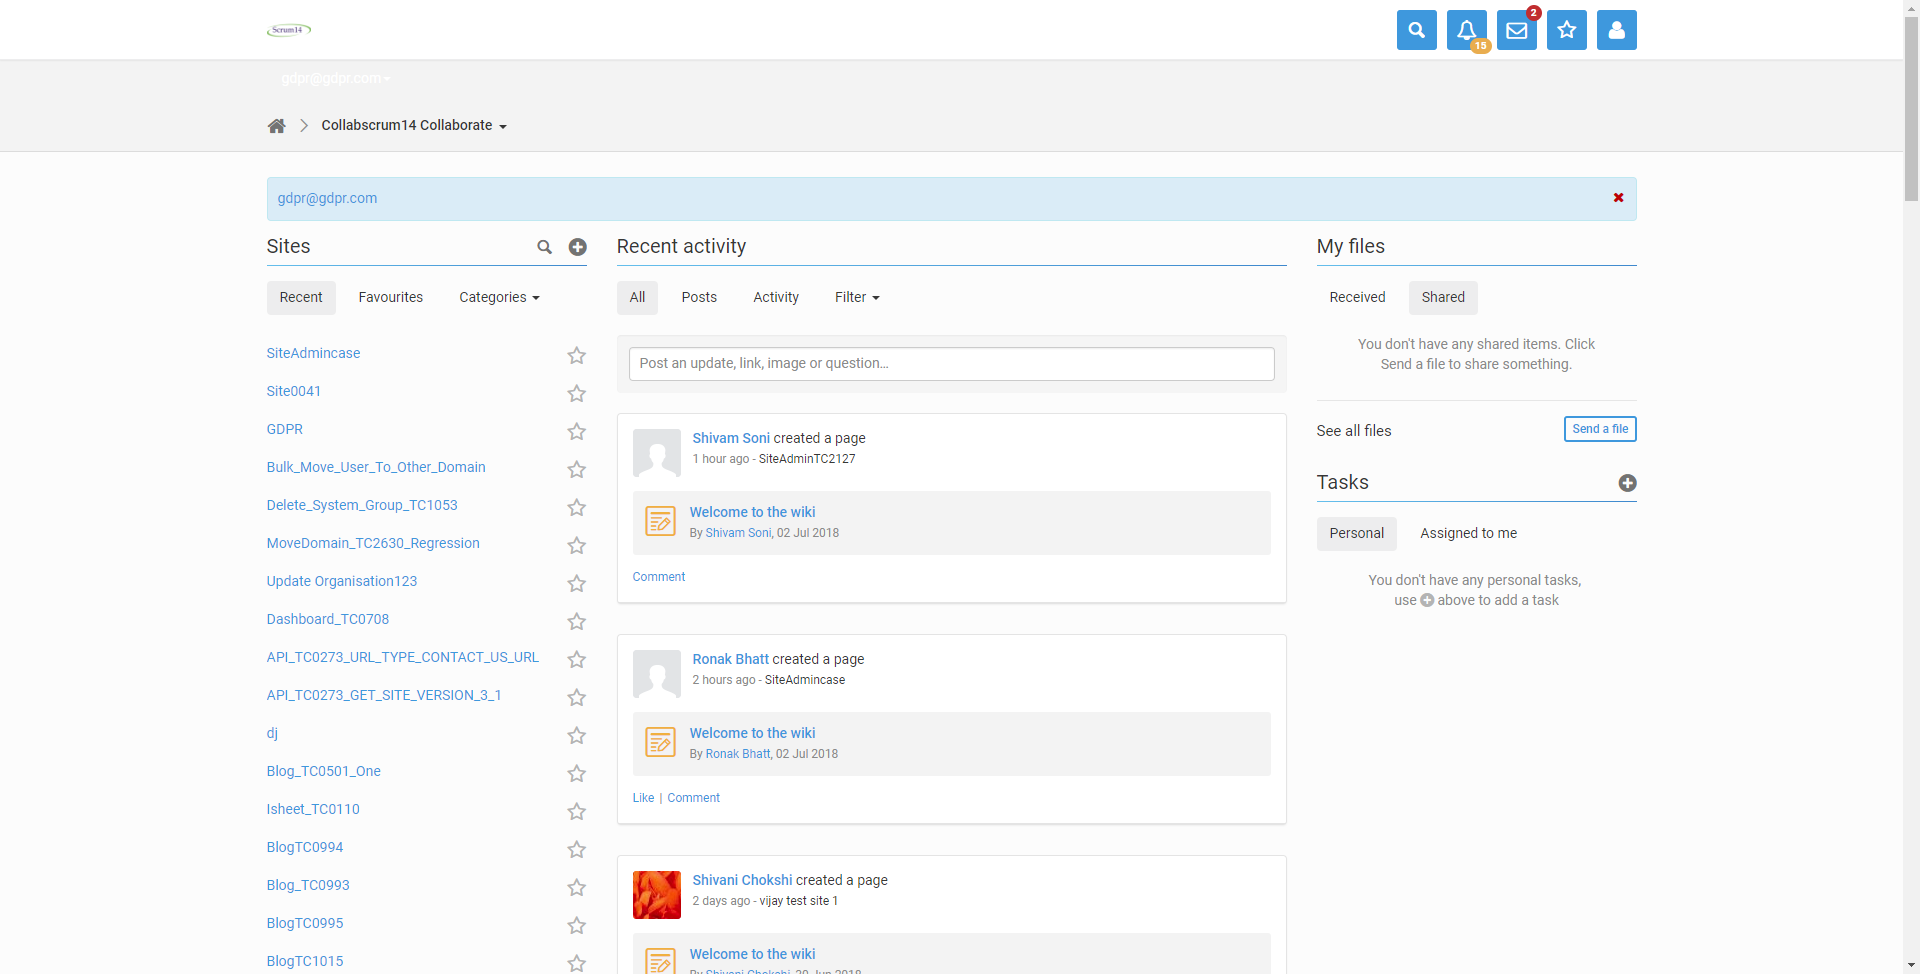 Scrum14
15
2
gdpr@gdpr.com
Collabscrum14 Collaborate
gdpr@gdpr.com
Sites
Recent
Favourites
Categories
SiteAdmincase
Site0041
GDPR
Bulk_Move_User_To_Other_Domain
Delete_System_Group_TC1053
MoveDomain_TC2630_Regression
Update Organisation123
Dashboard_TC0708
API_TC0273_URL_TYPE_CONTACT_US_URL
API_TC0273_GET_SITE_VERSION_3_1
dj
Blog_TC0501_One
Isheet_TC0110
BlogTC0994
Blog_TC0993
BlogTC0995
BlogTC1015
Recent activity
All
Posts
Activity
Filter
Post an update, link, image or question...
Shivam Soni created a page
1 hour ago - SiteAdminTC2127
Welcome to the wiki
By Shivam Soni, 02 Jul 2018
Comment
Ronak Bhatt created a page
2 hours ago - SiteAdmincase
Welcome to the wiki
By Ronak Bhatt, 02 Jul 2018
Like | Comment
Shivani Chokshi created a page
2 days ago - vijay test site 1
Welcome to the wiki
By Shivani Chokshi, 29 Jun 2018
My files
Received
Shared
You don't have any shared items. Click
Send a file to share something.
See all files
Send a file
Tasks
Personal
Assigned to me
You don't have any personal tasks,
use above to add a task